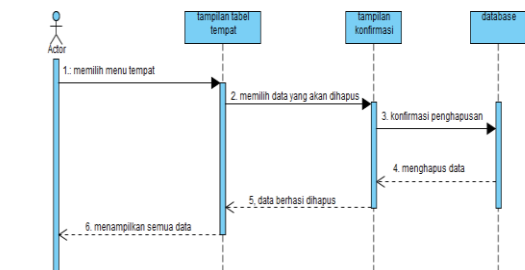 tampilan tabel
tempat
tampilan
konfirmasi
database
Actor
1.: memilih menu tempat
2. memilih data yang akan dihapus
3. konfirmasi penghapusan
4. menghapus data
5, data berhasi dihapus
6. menampilkan semua data